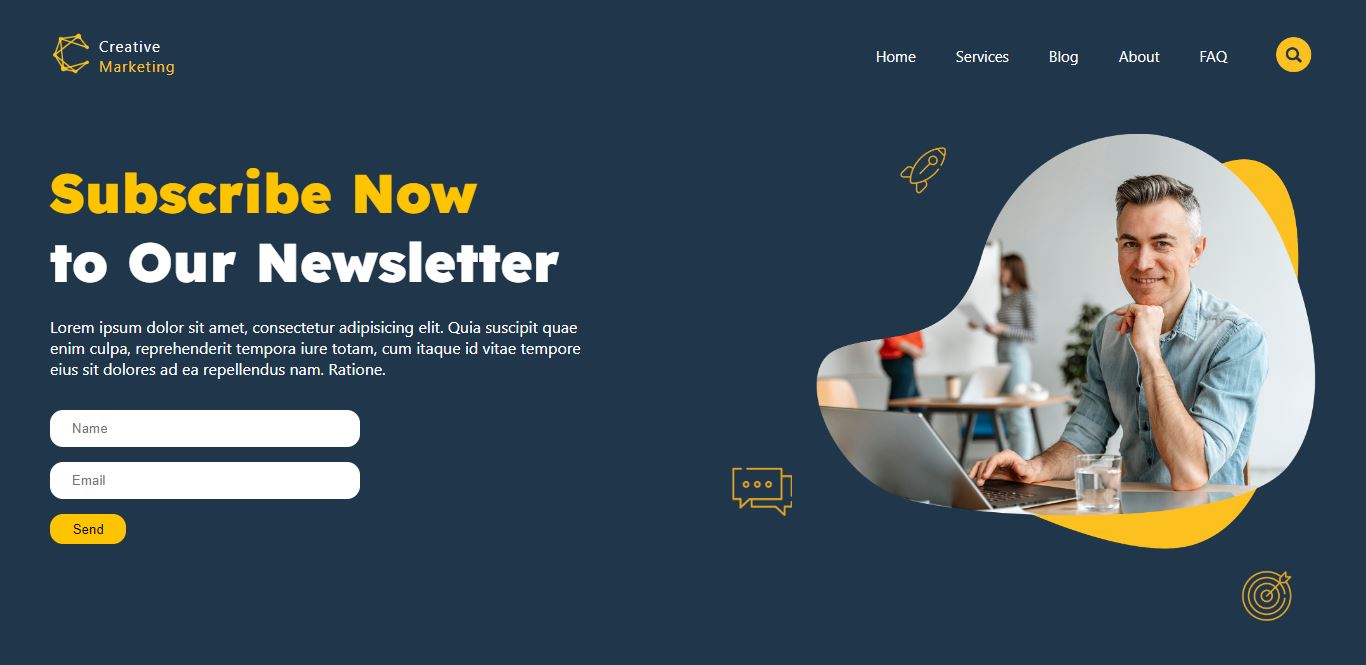 Creative
Marketing
Home Services Blog About FAQ
Subscribe Now
to Our Newsletter
Lorem ipsum dolor sit amet, consectetur adipisicing elit. Quia suscipit quae
enim culpa, reprehenderit tempora iure totam, cum itaque id vitae tempore
eius sit dolores ad ea repellendus nam. Ratione.
Name
Email
Send